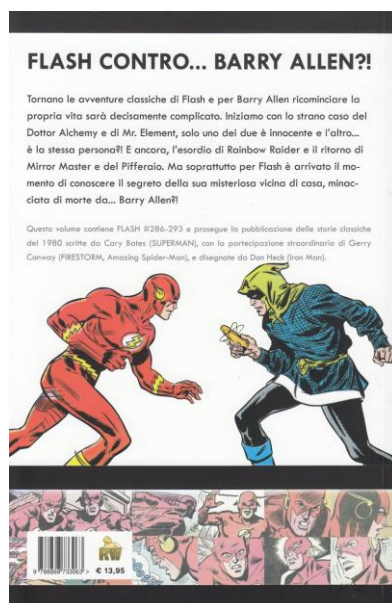 FLASH CONTRO... BARRY ALLEN?!
Tornano le avventure classiche di Flash e per Barry Allen ricominciare la
propria vita sarà decisamente complicato. Iniziamo con lo strano caso del
Dottor Alchemy e di Mr. Element, solo uno dei due è innocente e l'altro...
è la stessa persona?! E ancora, l'esordio di Rainbow Raider e il ritorno di
Mirror Master e del Pifferaio. Ma soprattutto per Flash è arrivato il mo-
mento di conoscere il segreto della sua misteriosa vicina di casa, minac-
ciata di morte da... Barry Allen?!
Questo volume contiene FLASH #286-293 e prosegue la pubblicazione delle storie classiche
del 1980 scritte da Cary Bates (SUPERMAN), con la partecipazione straordinaria di Gerry
Conway (FIRESTORM, Amazing Spider-Man), e disegnate da Don Heck (Iron Man).
RW
€ 13,95